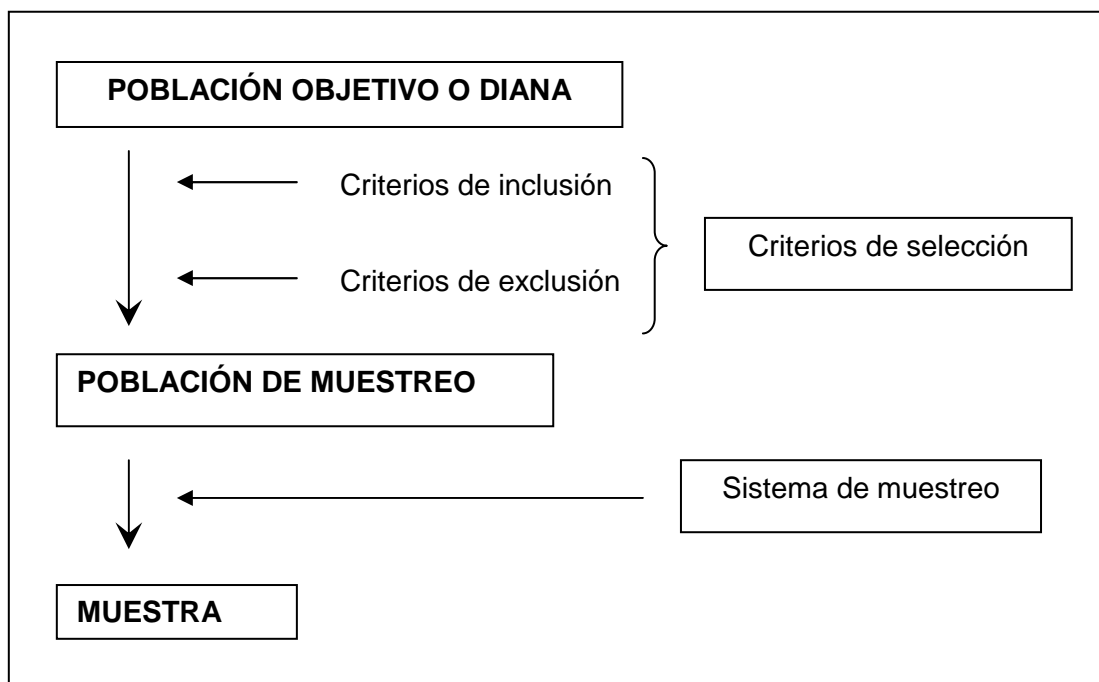 POBLACIÓN OBJETIVO O DIANA
Criterios de inclusión
Criterios de selección
Criterios de exclusión
POBLACIÓN DE MUESTREO
Sistema de muestreo
MUESTRA